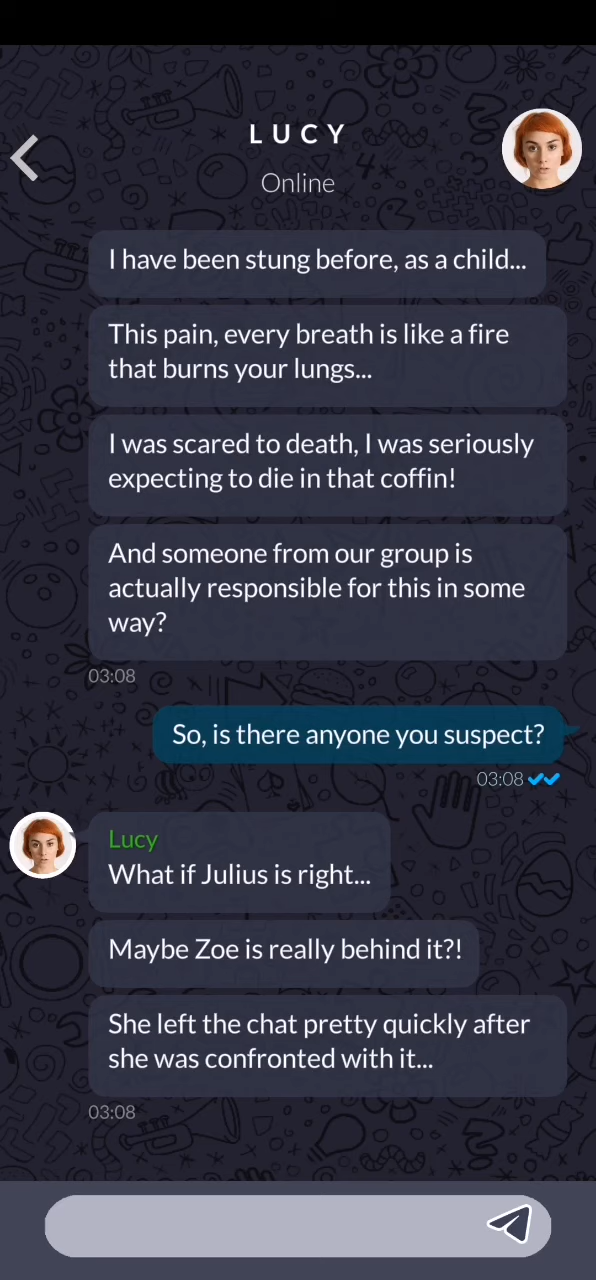 LUCY
Online
I have been stung before, as a child...
This pain, every breath is like a fire
that burns your lungs...
I was scared to death, I was seriously
expecting to die in that coffin!
And someone from our group is
actually responsible for this in some
way?
03:08
So, is there anyone you suspect?
03:08
Lucy
What if Julius is right...
Maybe Zoe is really behind it?!
She left the chat pretty quickly after
she was confronted with it...
03:08